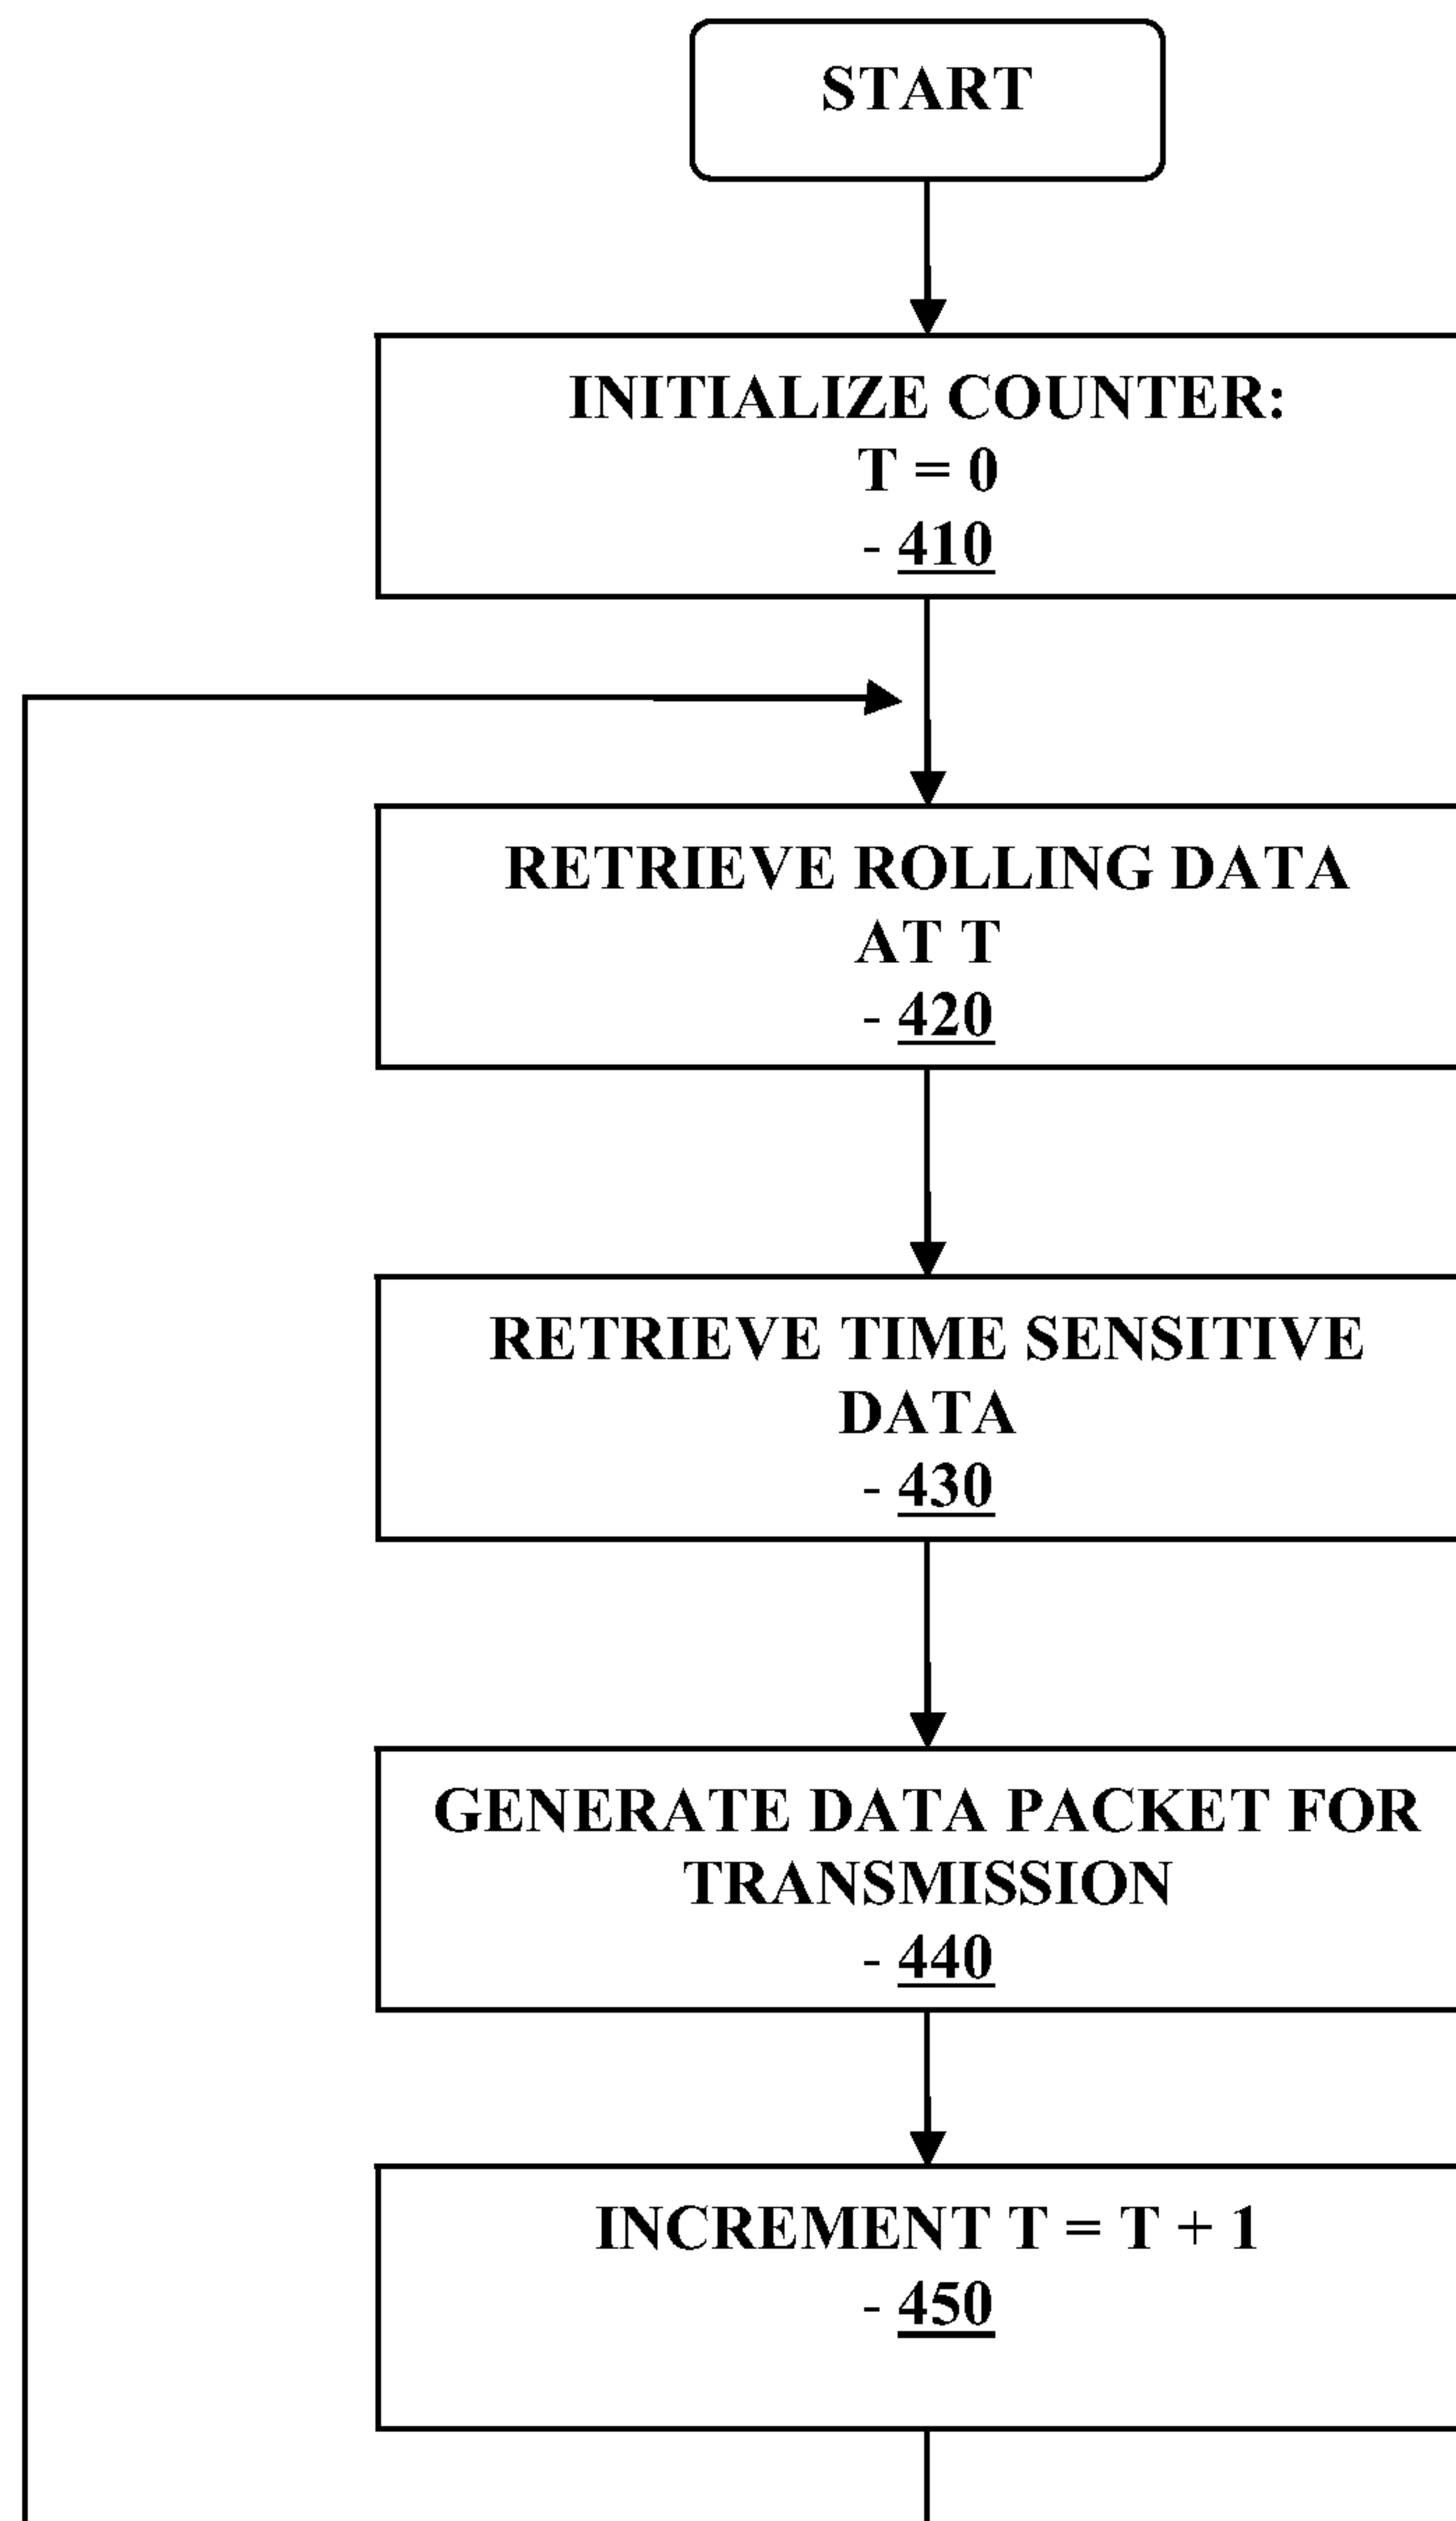 START
INITIALIZE COUNTER:
T = 0
- 410
RETRIEVE ROLLING DATA
AT T
- 420
RETRIEVE TIME SENSITIVE
DATA
- 430
GENERATE DATA PACKET FOR
TRANSMISSION
- 440
INCREMENT T = T + 1
- 450